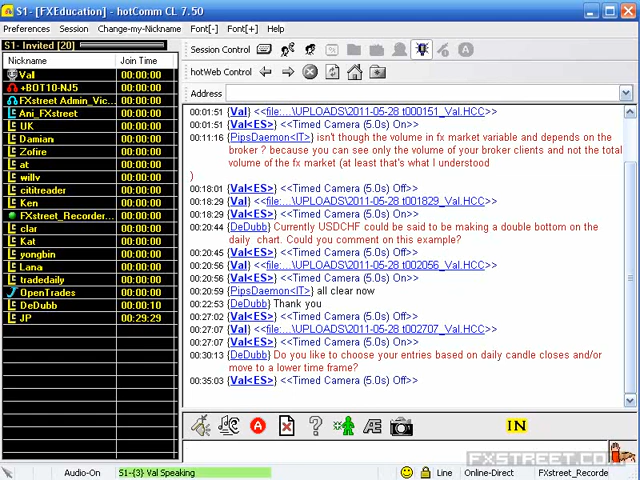 S1- [FXEducation] - hotComm CL 7.50
Preferences Session Change-my-Nickname Font[-] Font[+] Help
S1- Invited [20]
Nickname Join Time
Val 00:00:00
+BOT10-NJ5 00:00:00
FXstreet Admin_Vic... 00:00:00
Ani_FXstreet 00:00:00
UK 00:00:00
Damian 00:00:00
Zofire 00:00:00
at 00:00:00
willv 00:00:00
cititreader 00:00:00
Ken 00:00:00
FXstreet_Recorder... 00:00:00
clar 00:00:00
Kat 00:00:00
yongbin 00:00:00
Lana 00:00:00
tradedaily 00:00:00
OpenTrades 00:00:00
DeDubb 00:00:10
JP 00:29:29
Session Control
hotWeb Control
Address
00:01:51 {Val} <<file:...\UPLOADS\2011-05-28 t000151_Val.HCC>>
00:01:51 {Val<ES>} <<Timed Camera (5.0s) On>>
00:11:16 {PipsDaemon<IT>} isn't though the volume in fx market variable and depends on the
broker ? because you can see only the volume of your broker clients and not the total
volume of the fx market (at least that's what I understood
)
00:18:01 {Val<ES>} <<Timed Camera (5.0s) Off>>
00:18:29 {Val} <<file:...\UPLOADS\2011-05-28 t001829_Val.HCC>>
00:18:29 {Val<ES>} <<Timed Camera (5.0s) On>>
00:20:44 {DeDubb} Currently USDCHF could be said to be making a double bottom on the
daily chart. Could you comment on this example?
00:20:45 {Val<ES>} <<Timed Camera (5.0s) Off>>
00:20:56 {Val} <<file:...\UPLOADS\2011-05-28 t002056_Val.HCC>>
00:20:56 {Val<ES>} <<Timed Camera (5.0s) On>>
00:20:59 {PipsDaemon<IT>} all clear now
00:22:53 {DeDubb} Thank you
00:27:02 {Val<ES>} <<Timed Camera (5.0s) Off>>
00:27:07 {Val} <<file:...\UPLOADS\2011-05-28 t002707_Val.HCC>>
00:27:07 {Val<ES>} <<Timed Camera (5.0s) On>>
00:30:13 {DeDubb} Do you like to choose your entries based on daily candle closes and/or
move to a lower time frame?
00:35:03 {Val<ES>} <<Timed Camera (5.0s) Off>>
IN
FXSTREET.COM
Audio-On S1-{3} Val Speaking Line Online-Direct FXstreet_Recorde